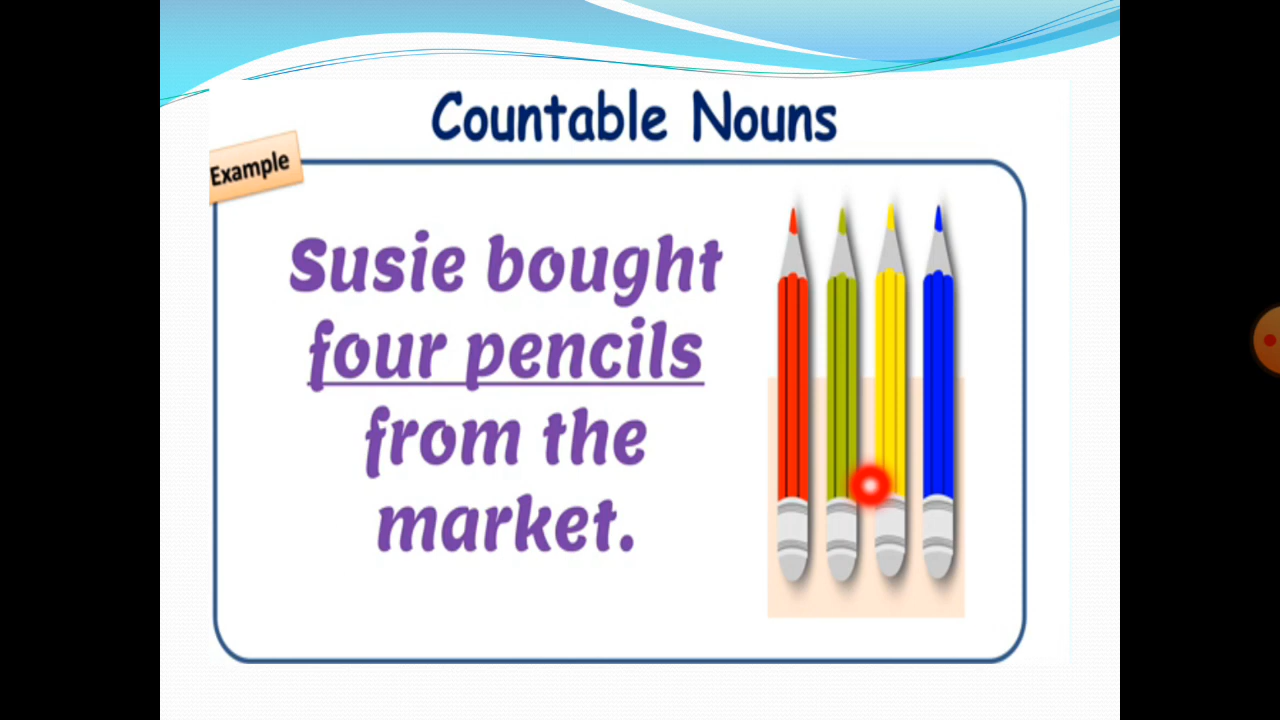 Countable Nouns
Example
Susie bought
four pencils
from the
market.